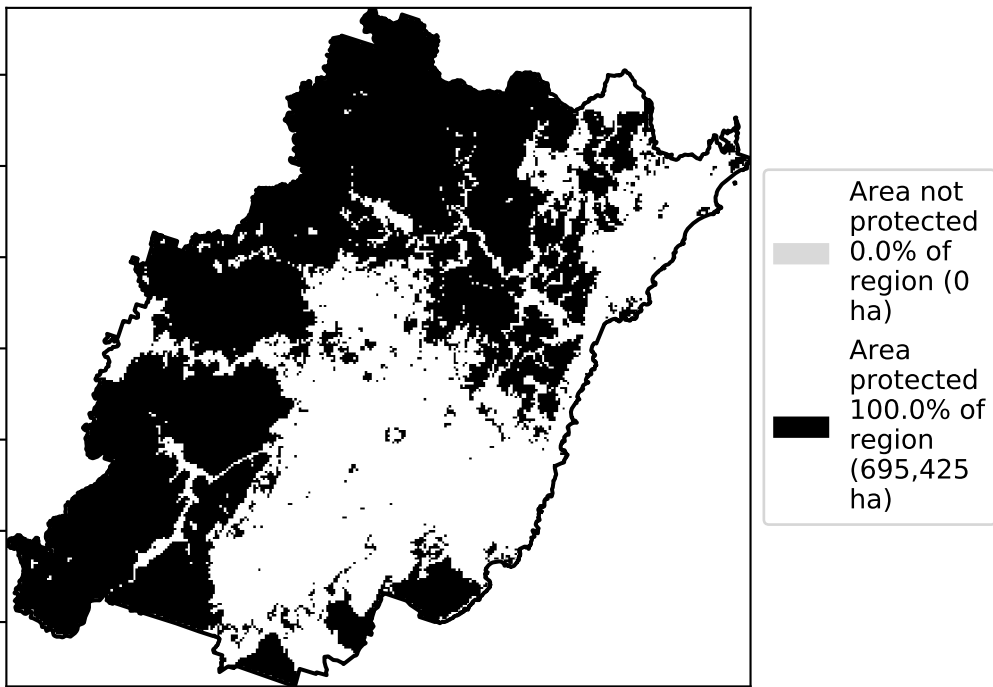 Area not
protected
0.0% of
region (0
ha)
Area
protected
100.0% of
region
(695,425
ha)